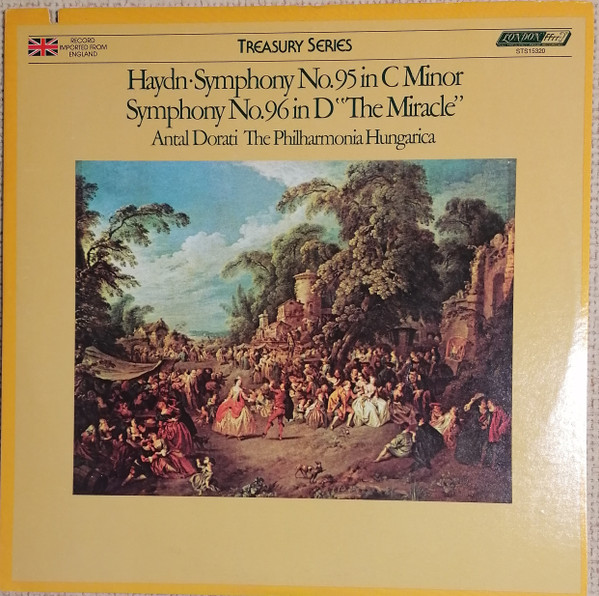 RECORD
IMPORTED FROM
ENGLAND
TREASURY SERIES
LONDON ffrr
STS15320
Haydn·Symphony No.95 in C Minor
Symphony No.96 in D "The Miracle"
Antal Dorati The Philharmonia Hungarica